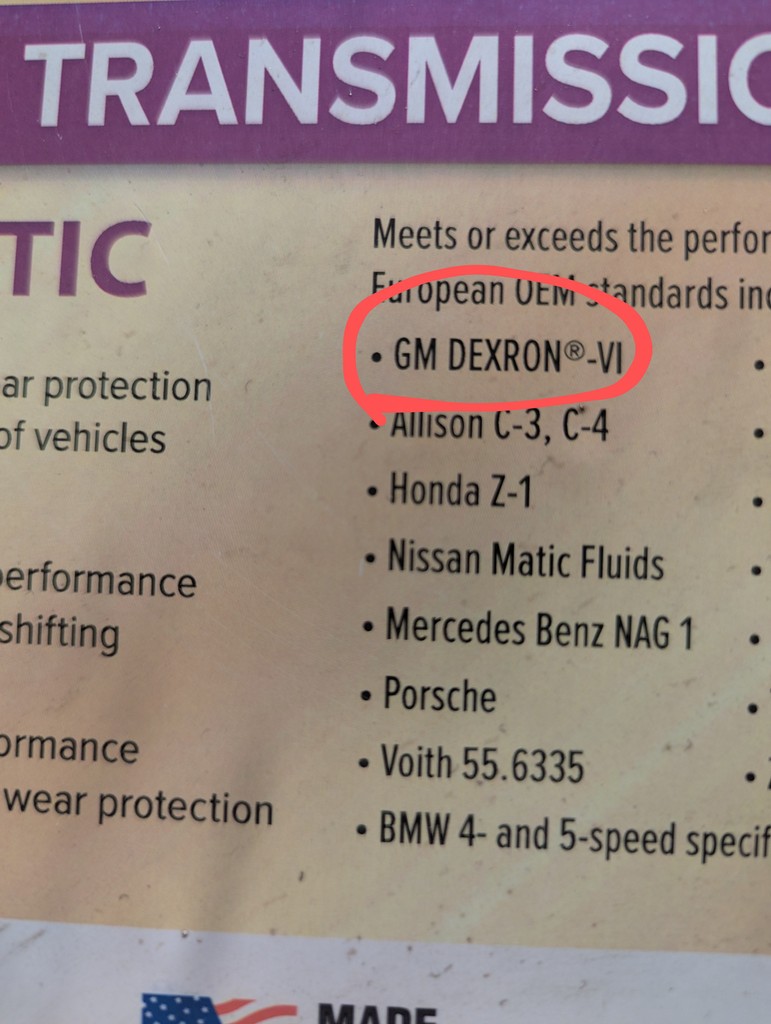 TRANSMISSIO
TIC
ar protection
of vehicles
performance
shifting
ormance
wear protection
Meets or exceeds the perfor
European OEM standards inc
• GM DEXRON®-VI
• Allison C-3, C-4
• Honda Z-1
• Nissan Matic Fluids
• Mercedes Benz NAG 1
• Porsche
• Voith 55.6335
• BMW 4- and 5-speed specif
MADE